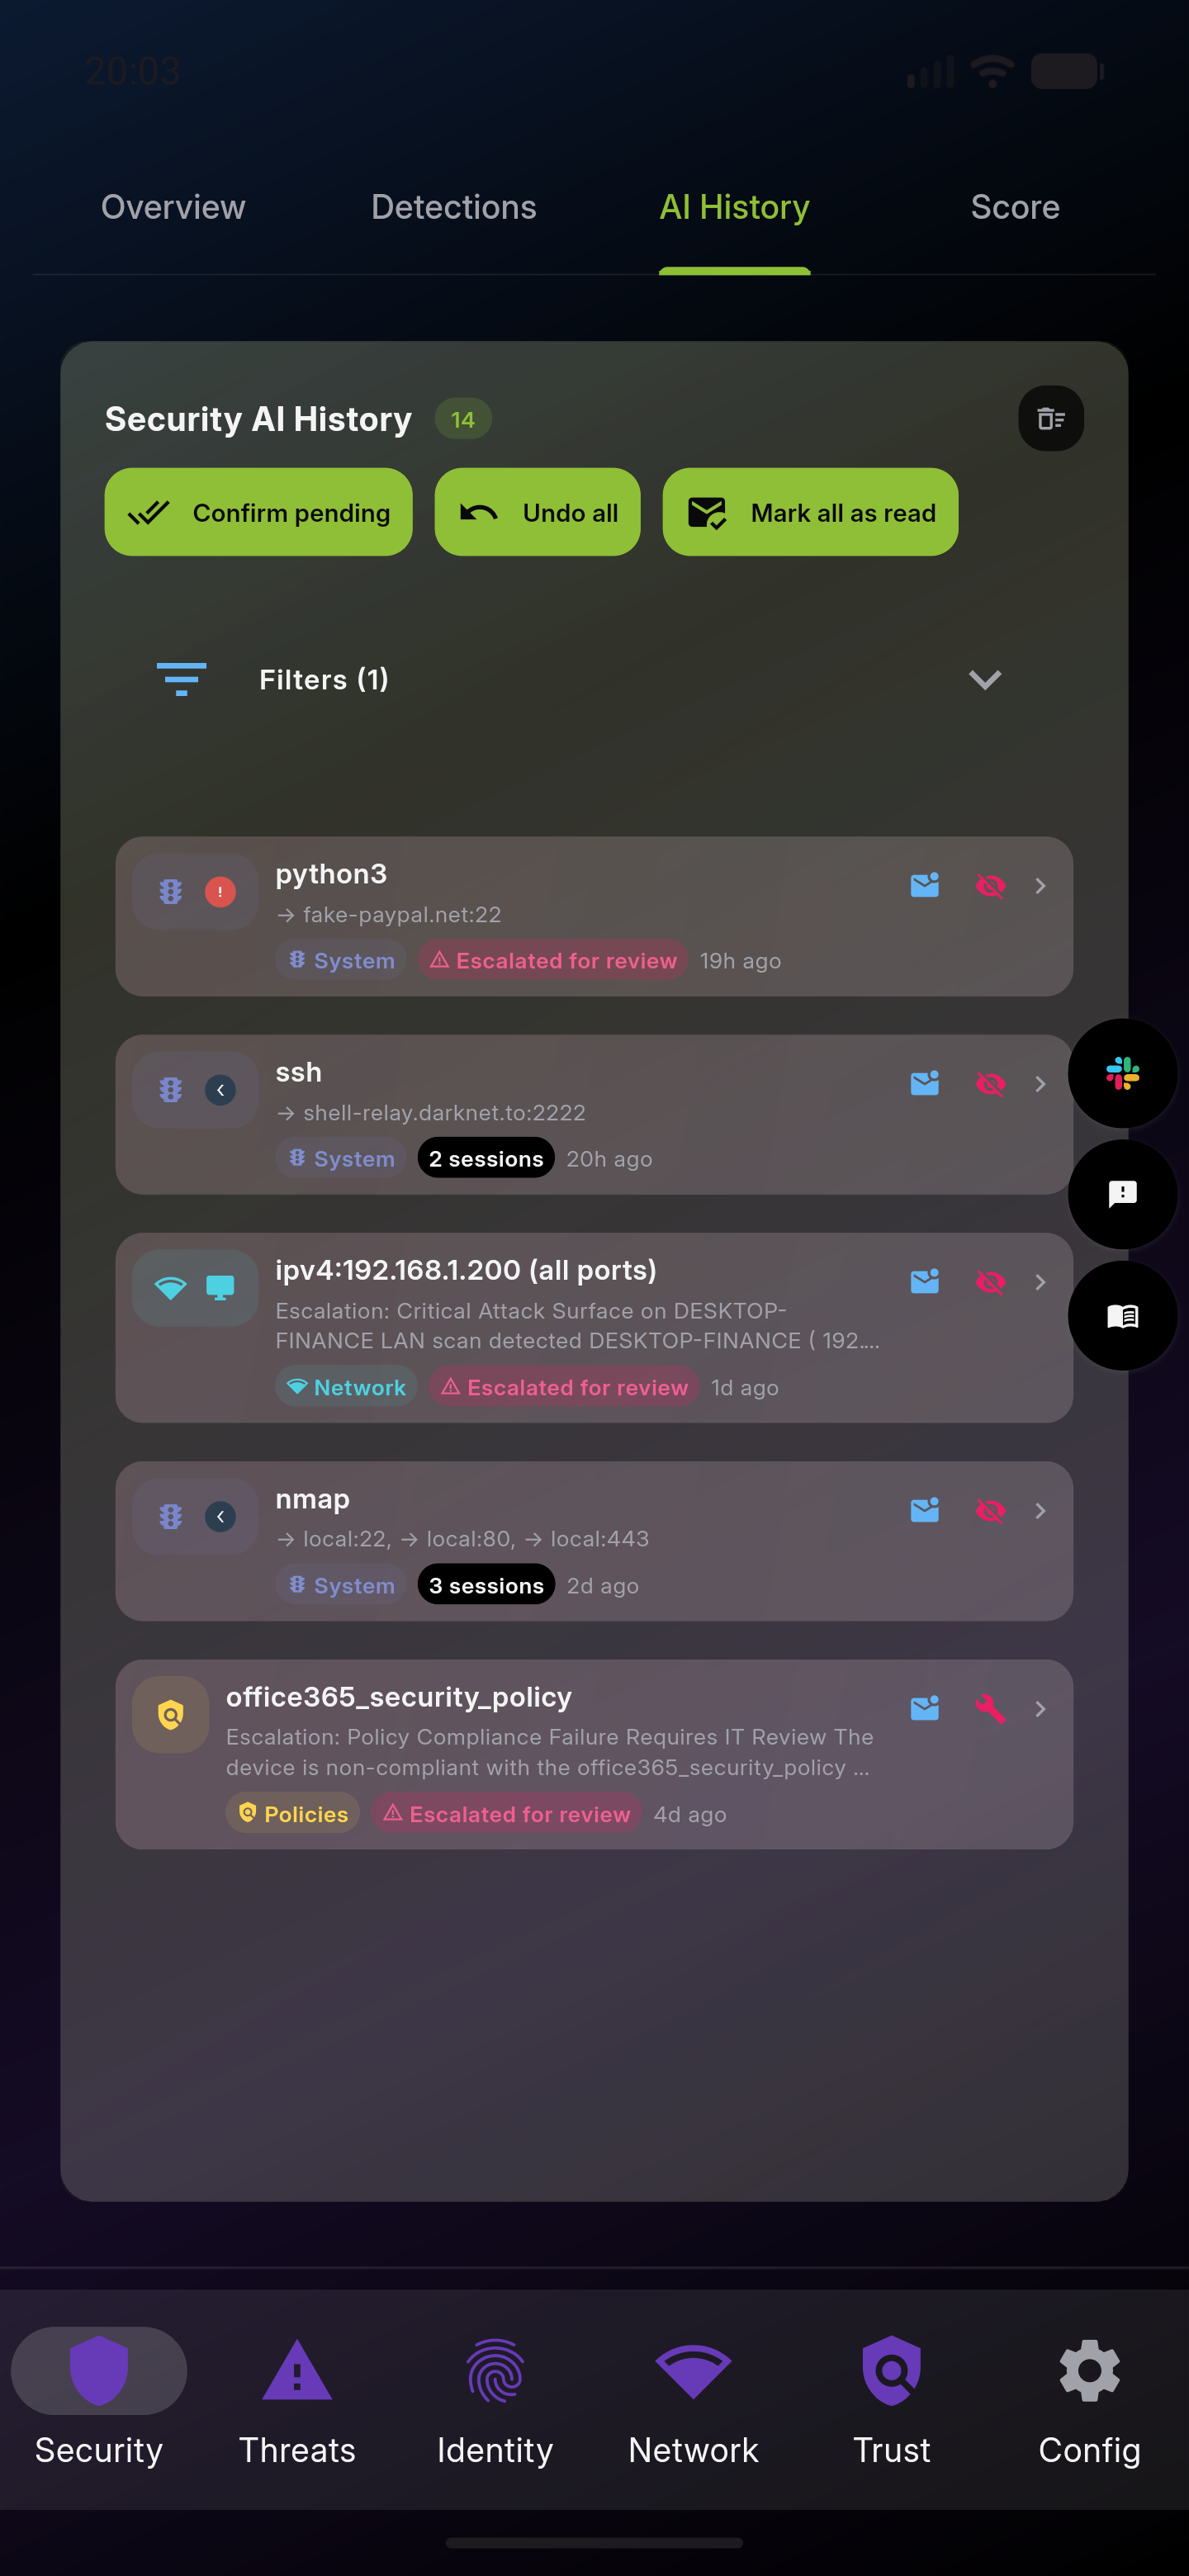 20:03
Overview
Detections
AI History
Score
Security AI History
14
Confirm pending
Undo all
Mark all as read
Filters (1)
python3
→ fake-paypal.net:22
System
Escalated for review
19h ago
ssh
→ shell-relay.darknet.to:2222
System
2 sessions
20h ago
ipv4:192.168.1.200 (all ports)
Escalation: Critical Attack Surface on DESKTOP-
FINANCE LAN scan detected DESKTOP-FINANCE ( 192....
Network
Escalated for review
1d ago
nmap
→ local:22, → local:80, → local:443
System
3 sessions
2d ago
office365_security_policy
Escalation: Policy Compliance Failure Requires IT Review The
device is non-compliant with the office365_security_policy ...
Policies
Escalated for review
4d ago
Security
Threats
Identity
Network
Trust
Config